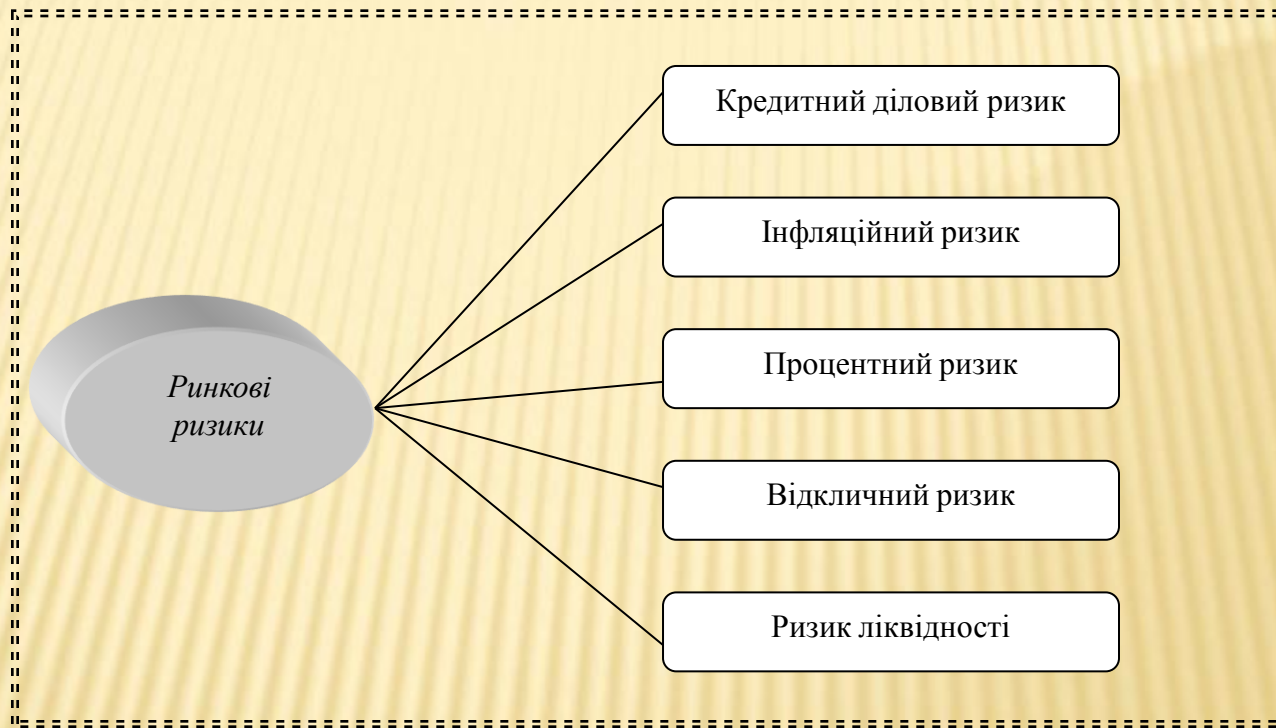 Кредитний діловий ризик
Інфляційний ризик
Процентний ризик
Ринкові
ризики
Відкличний ризик
Ризик ліквідності